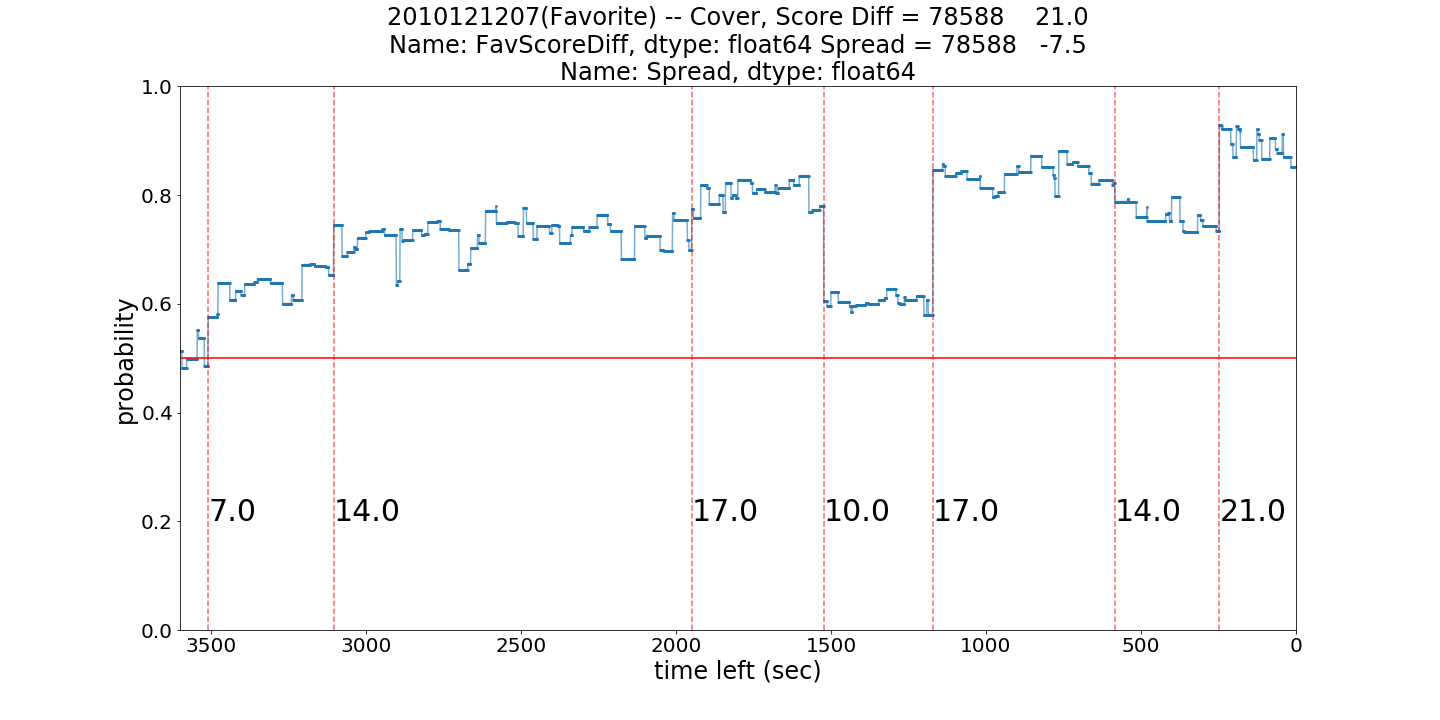 2010121207(Favorite) -- Cover, Score Diff = 78588    21.0
Name: FavScoreDiff, dtype: float64 Spread = 78588   -7.5
Name: Spread, dtype: float64
1.0
0.8
0.6
0.4
0.2
0.0
probability
7.0 14.0 17.0 10.0 17.0 14.0 21.0
3500 3000 2500 2000 1500 1000 500 0
time left (sec)